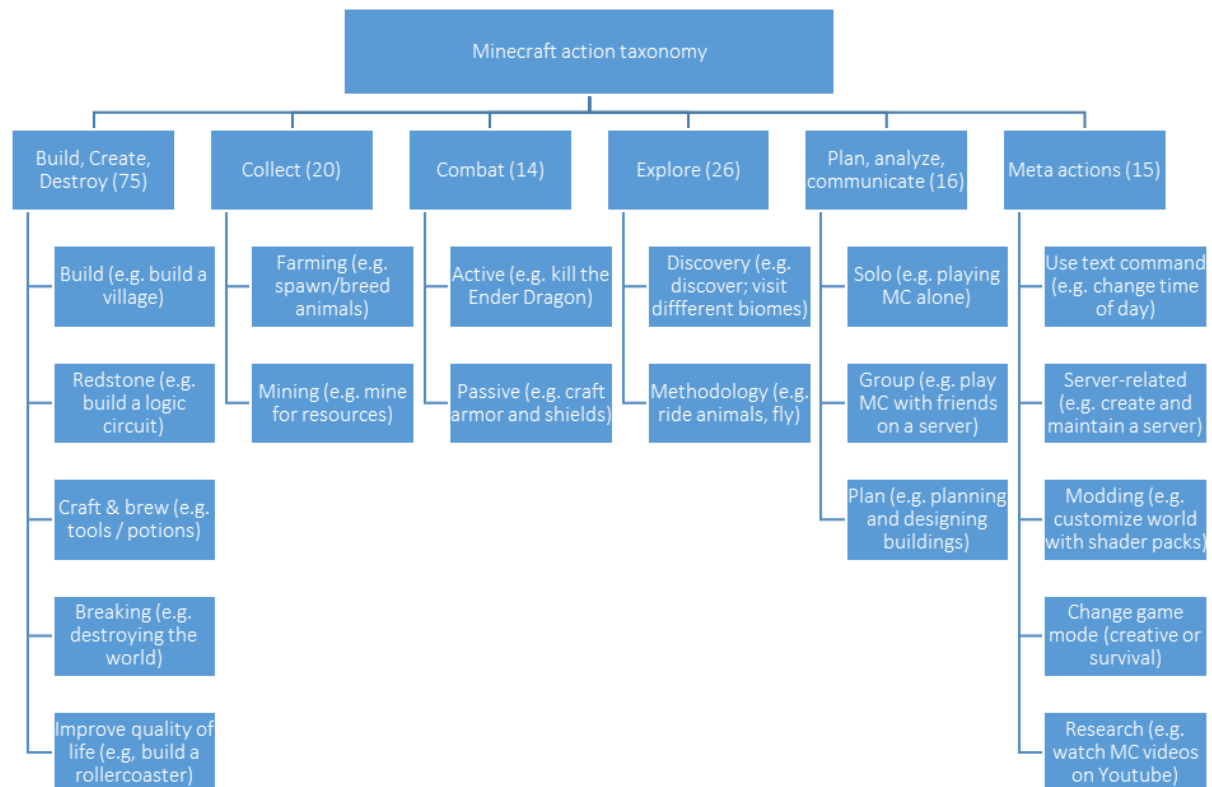 Minecraft action taxonomy
Build, Create,
Destroy (75)
Build (e.g. build a
village)
Redstone (e.g.
build a logic
circuit)
Craft & brew (e.g.
tools / potions)
Breaking (e.g.
destroying the
world)
Improve quality of
life (e.g, build a
rollercoaster)
Collect (20)
Farming (e.g.
spawn/breed
animals)
Mining (e.g. mine
for resources)
Combat (14)
Active (e.g. kill the
Ender Dragon)
Passive (e.g. craft
armor and shields)
Explore (26)
Discovery (e.g.
discover; visit
diffferent biomes)
Methodology (e.g.
ride animals, fly)
Plan, analyze,
communicate (16)
Solo (e.g. playing
MC alone)
Group (e.g. play
MC with friends
on a server)
Plan (e.g. planning
and designing
buildings)
Meta actions (15)
Use text command
(e.g. change time
of day)
Server-related
(e.g. create and
maintain a server)
Modding (e.g.
customize world
with shader packs)
Change game
mode (creative or
survival)
Research (e.g.
watch MC videos
on Youtube)